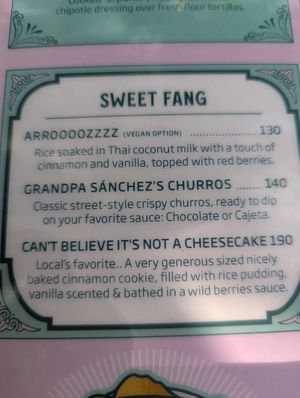 chipotle dressing over fresh flour tortillas.
SWEET FANG
ARROOOOZZZZ (VEGAN OPTION) .................. 130
Rice soaked in Thai coconut milk with a touch of
cinnamon and vanilla, topped with red berries.
GRANDPA SÁNCHEZ'S CHURROS ....... 140
Classic street-style crispy churros, ready to dip
on your favorite sauce: Chocolate or Cajeta.
CAN'T BELIEVE IT'S NOT A CHEESECAKE 190
Local's favorite.. A very generous sized nicely
baked cinnamon cookie, filled with rice pudding,
vanilla scented & bathed in a wild berries sauce.